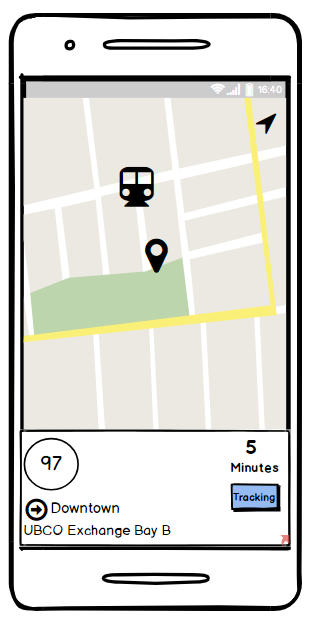 16:40
97
5
Minutes
Tracking
Downtown
UBCO Exchange Bay B